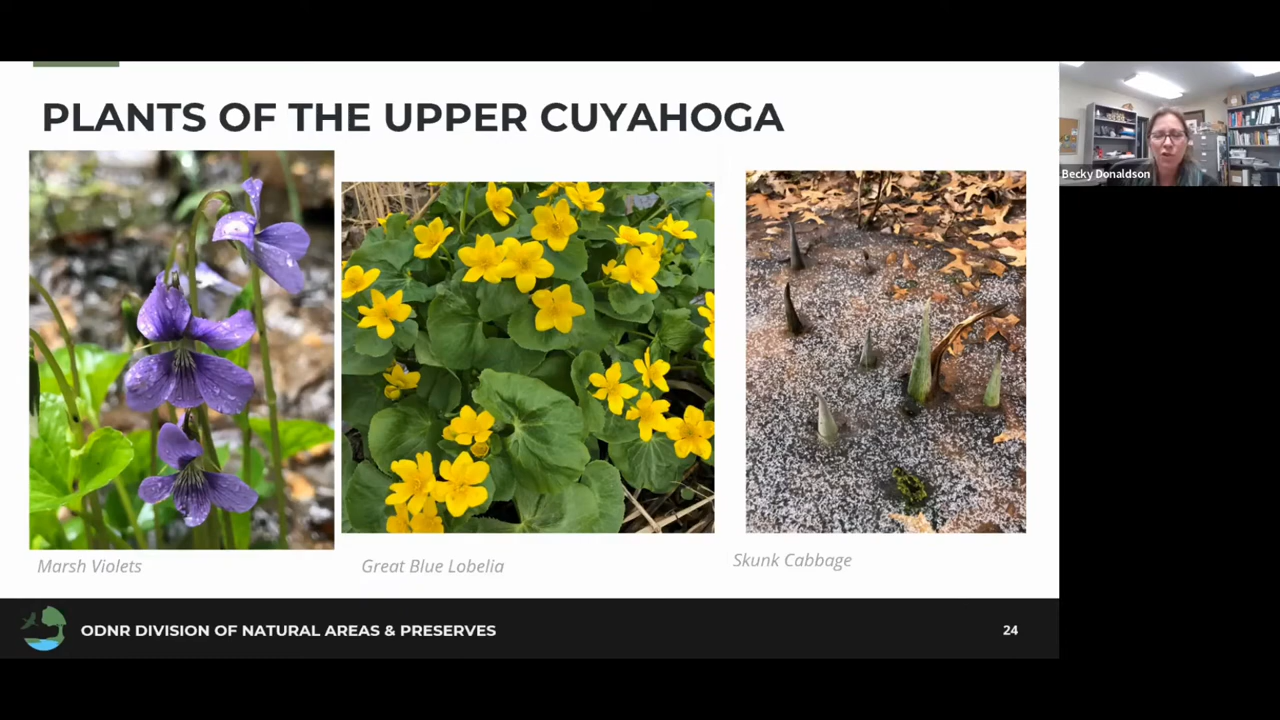 PLANTS OF THE UPPER CUYAHOGA
Becky Donaldson
Marsh Violets
Great Blue Lobelia
Skunk Cabbage
ODNR DIVISION OF NATURAL AREAS & PRESERVES
24